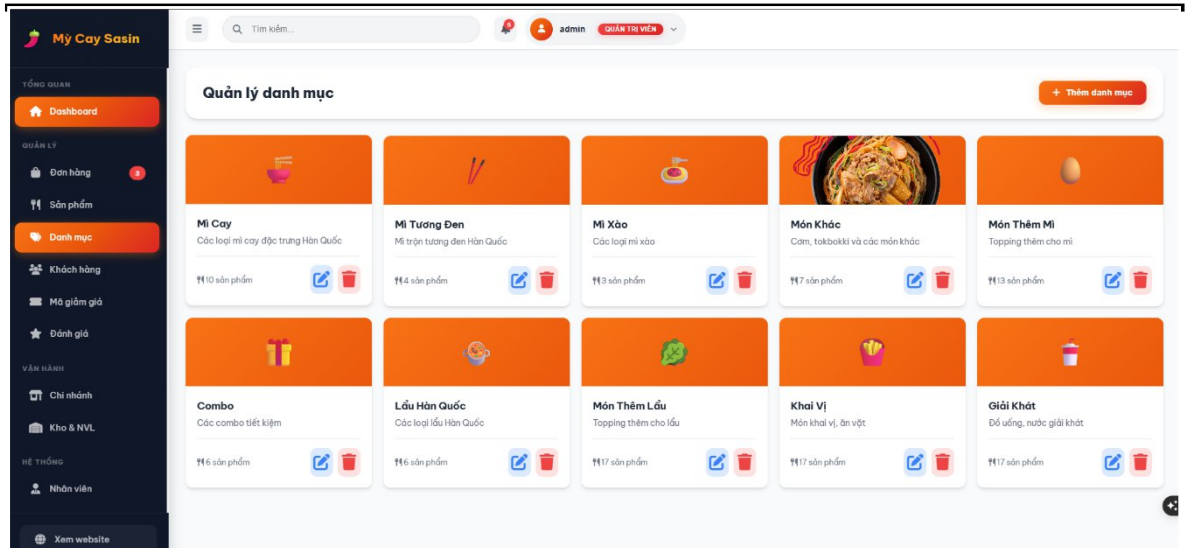 Mỳ Cay Sasin
Tìm kiếm...
admin QUẢN TRỊ VIÊN
TỔNG QUAN
Dashboard
QUẢN LÝ
Đơn hàng 3
Sản phẩm
Danh mục
Khách hàng
Mã giảm giá
Đánh giá
VẬN HÀNH
Chi nhánh
Kho & NVL
HỆ THỐNG
Nhân viên
Xem website
Quản lý danh mục
+ Thêm danh mục
Mì Cay
Các loại mì cay đặc trưng Hàn Quốc
10 sản phẩm
Mì Tương Đen
Mì trộn tương đen Hàn Quốc
4 sản phẩm
Mì Xào
Các loại mì xào
3 sản phẩm
Món Khác
Cơm, tokbokki và các món khác
7 sản phẩm
Món Thêm Mì
Topping thêm cho mì
13 sản phẩm
Combo
Các combo tiết kiệm
6 sản phẩm
Lẩu Hàn Quốc
Các loại lẩu Hàn Quốc
6 sản phẩm
Món Thêm Lẩu
Topping thêm cho lẩu
17 sản phẩm
Khai Vị
Món khai vị, ăn vặt
17 sản phẩm
Giải Khát
Đồ uống, nước giải khát
17 sản phẩm